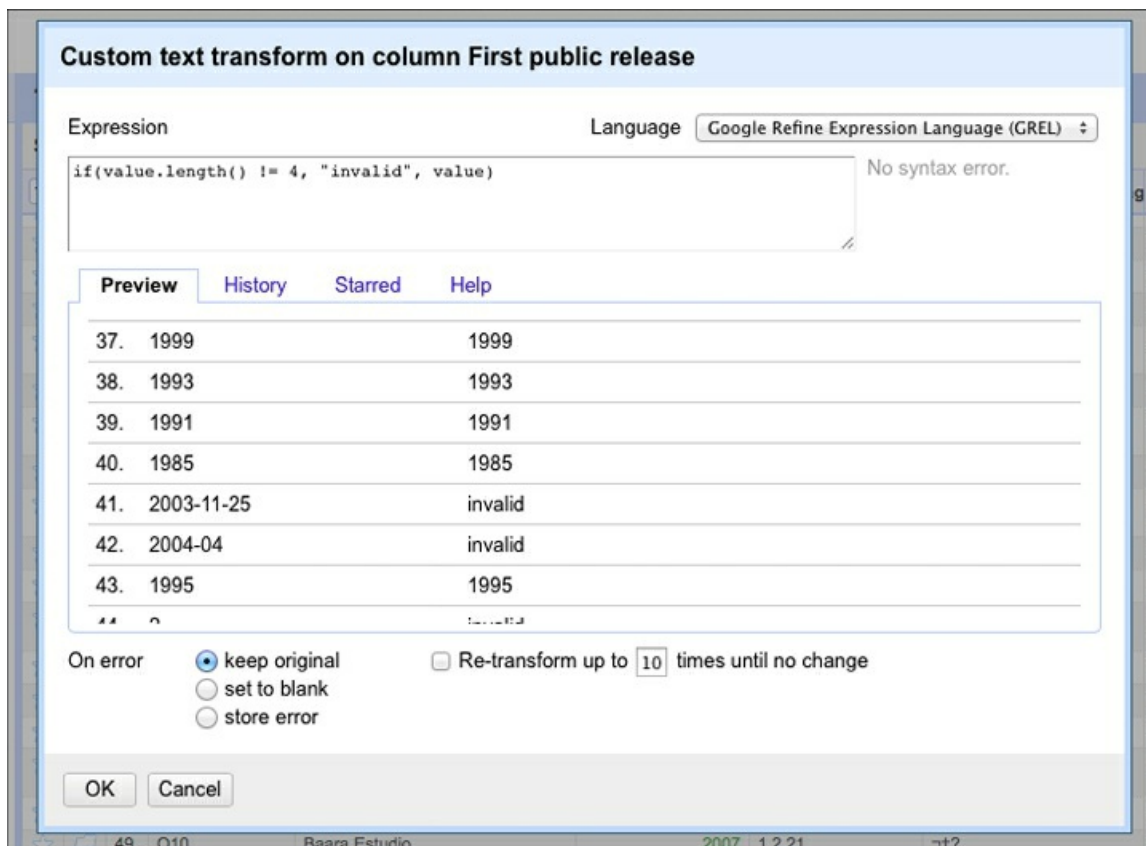 Custom text transform on column First public release
Expression Language Google Refine Expression Language (GREL)
if(value.length() != 4, "invalid", value) No syntax error.
g
Preview History Starred Help
37. 1999 1999
38. 1993 1993
39. 1991 1991
40. 1985 1985
41. 2003-11-25 invalid
42. 2004-04 invalid
43. 1995 1995
44. ? invalid
On error keep original Re-transform up to 10 times until no change
set to blank
store error
OK Cancel
49 Q10 Baara Estudio 2007 1.2.21